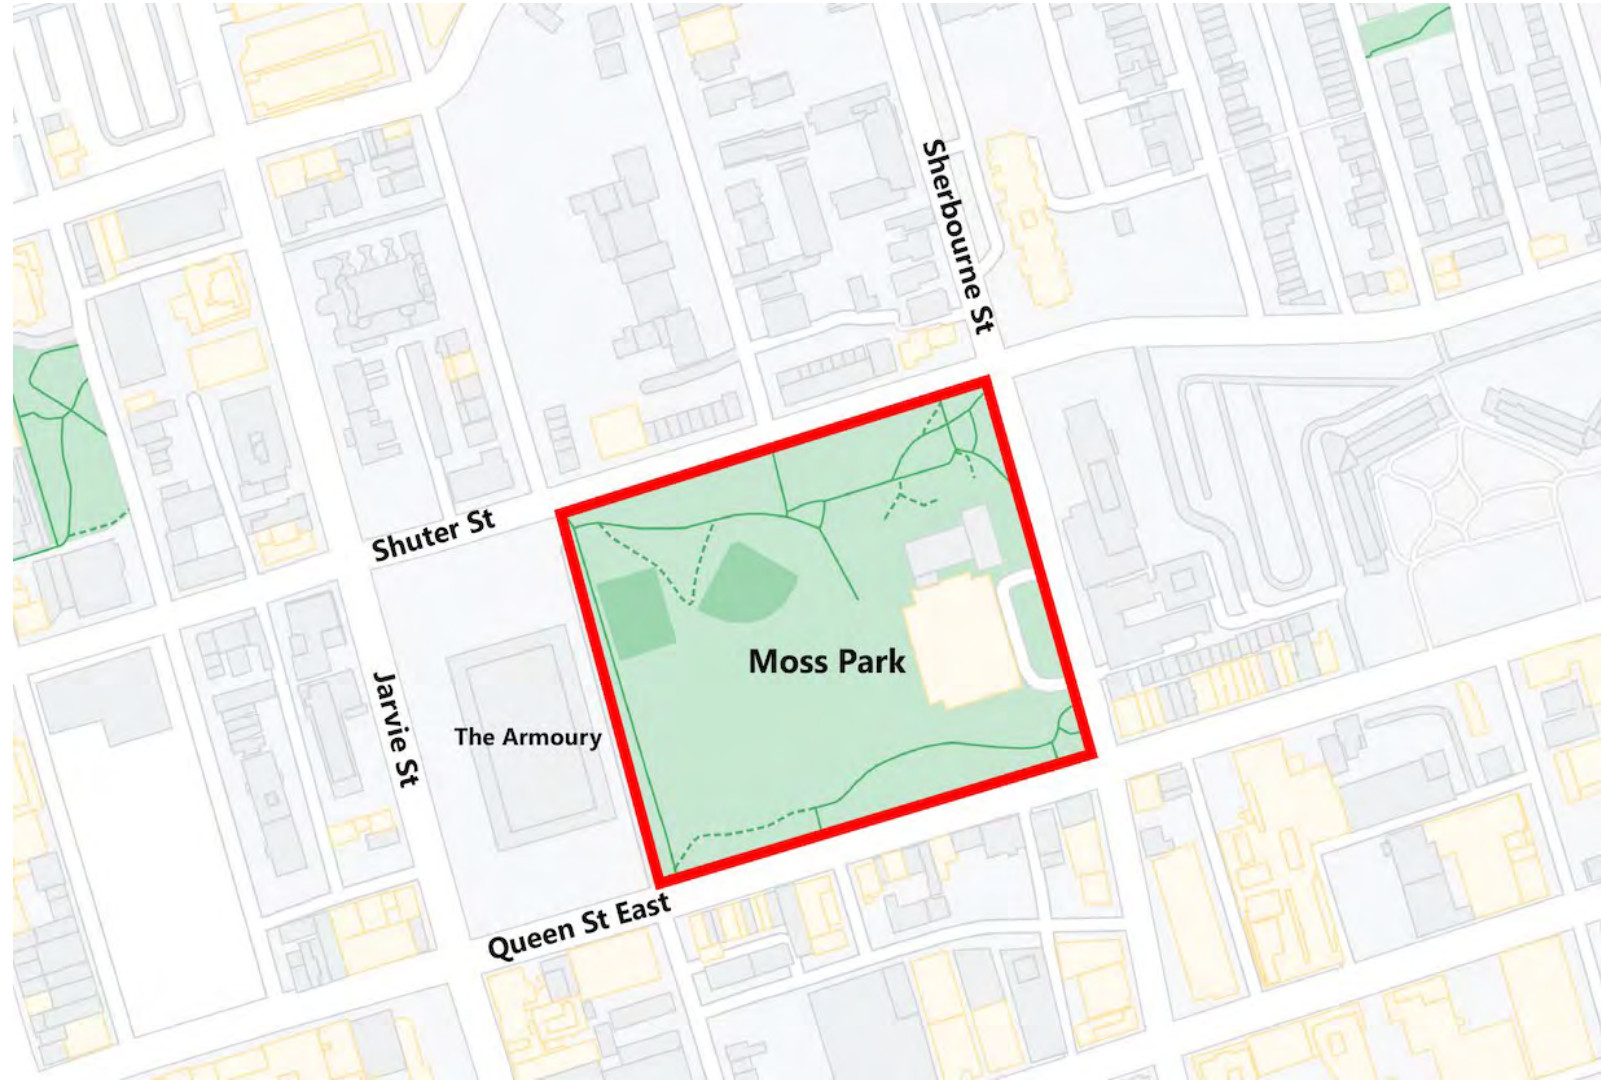 Sherbourne St
Shuter St
Moss Park
Jarvie St
The Armoury
Queen St East